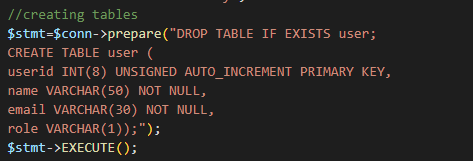 //creating tables
$stmt=$conn->prepare("DROP TABLE IF EXISTS user;
CREATE TABLE user (
userid INT(8) UNSIGNED AUTO_INCREMENT PRIMARY KEY,
name VARCHAR(50) NOT NULL,
email VARCHAR(30) NOT NULL,
role VARCHAR(1));");
$stmt->EXECUTE();